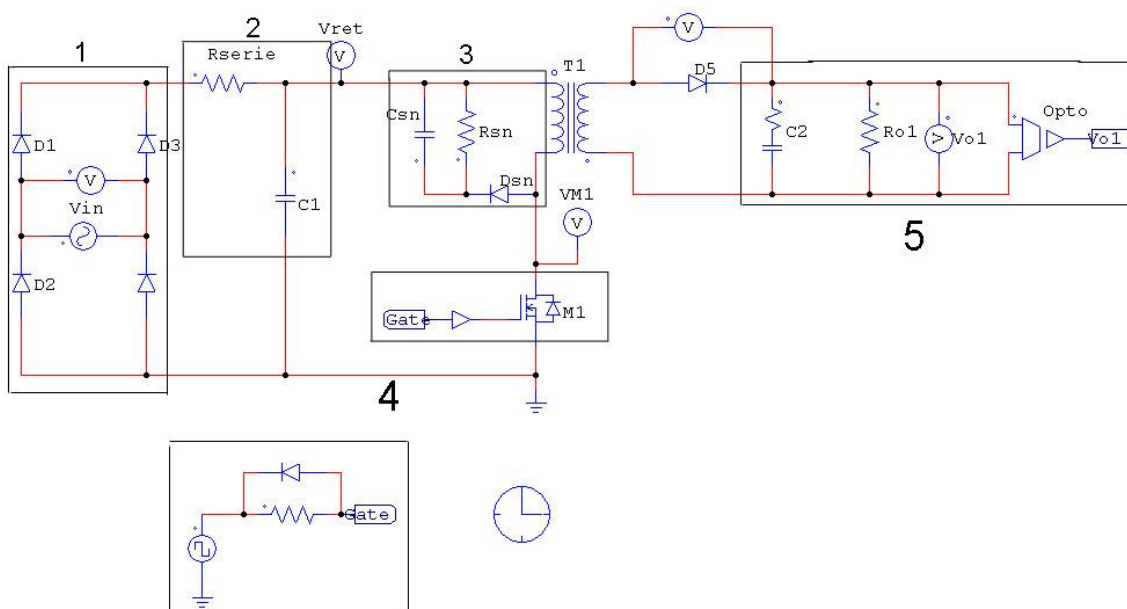 1
2
3
4
5
Vret
Rserie
V
T1
V
D5
D1
D3
V
Vin
D2
C1
Csn
Rsn
Dsn
VM1
V
C2
Ro1
V
Vo1
Opto
Vo1
Gate
M1
Gate